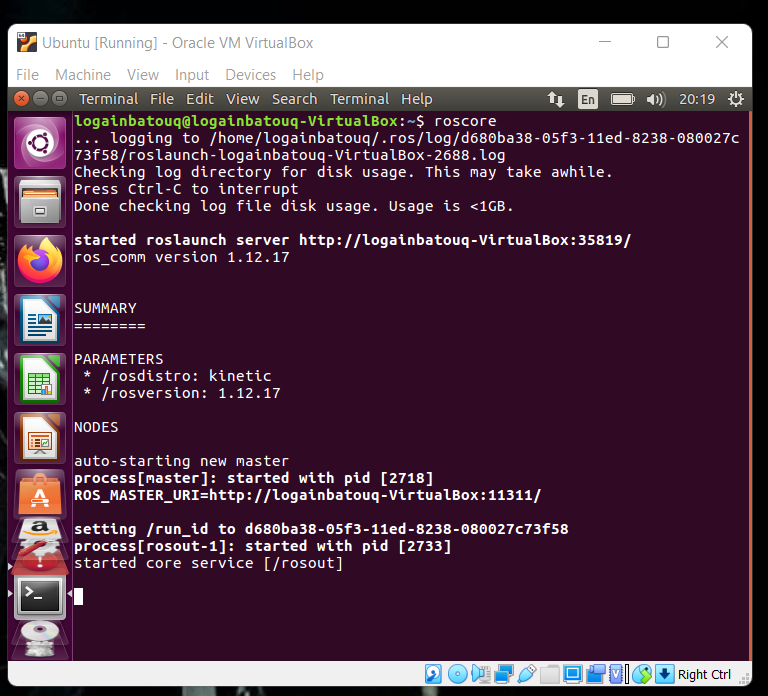 Ubuntu [Running] - Oracle VM VirtualBox
File Machine View Input Devices Help
Terminal File Edit View Search Terminal Help En 20:19
logainbatouq@logainbatouq-VirtualBox:~$ roscore
... logging to /home/logainbatouq/.ros/log/d680ba38-05f3-11ed-8238-080027c
73f58/roslaunch-logainbatouq-VirtualBox-2688.log
Checking log directory for disk usage. This may take awhile.
Press Ctrl-C to interrupt
Done checking log file disk usage. Usage is <1GB.
started roslaunch server http://logainbatouq-VirtualBox:35819/
ros_comm version 1.12.17
SUMMARY
========
PARAMETERS
* /rosdistro: kinetic
* /rosversion: 1.12.17
NODES
auto-starting new master
process[master]: started with pid [2718]
ROS_MASTER_URI=http://logainbatouq-VirtualBox:11311/
setting /run_id to d680ba38-05f3-11ed-8238-080027c73f58
process[rosout-1]: started with pid [2733]
started core service [/rosout]
Right Ctrl